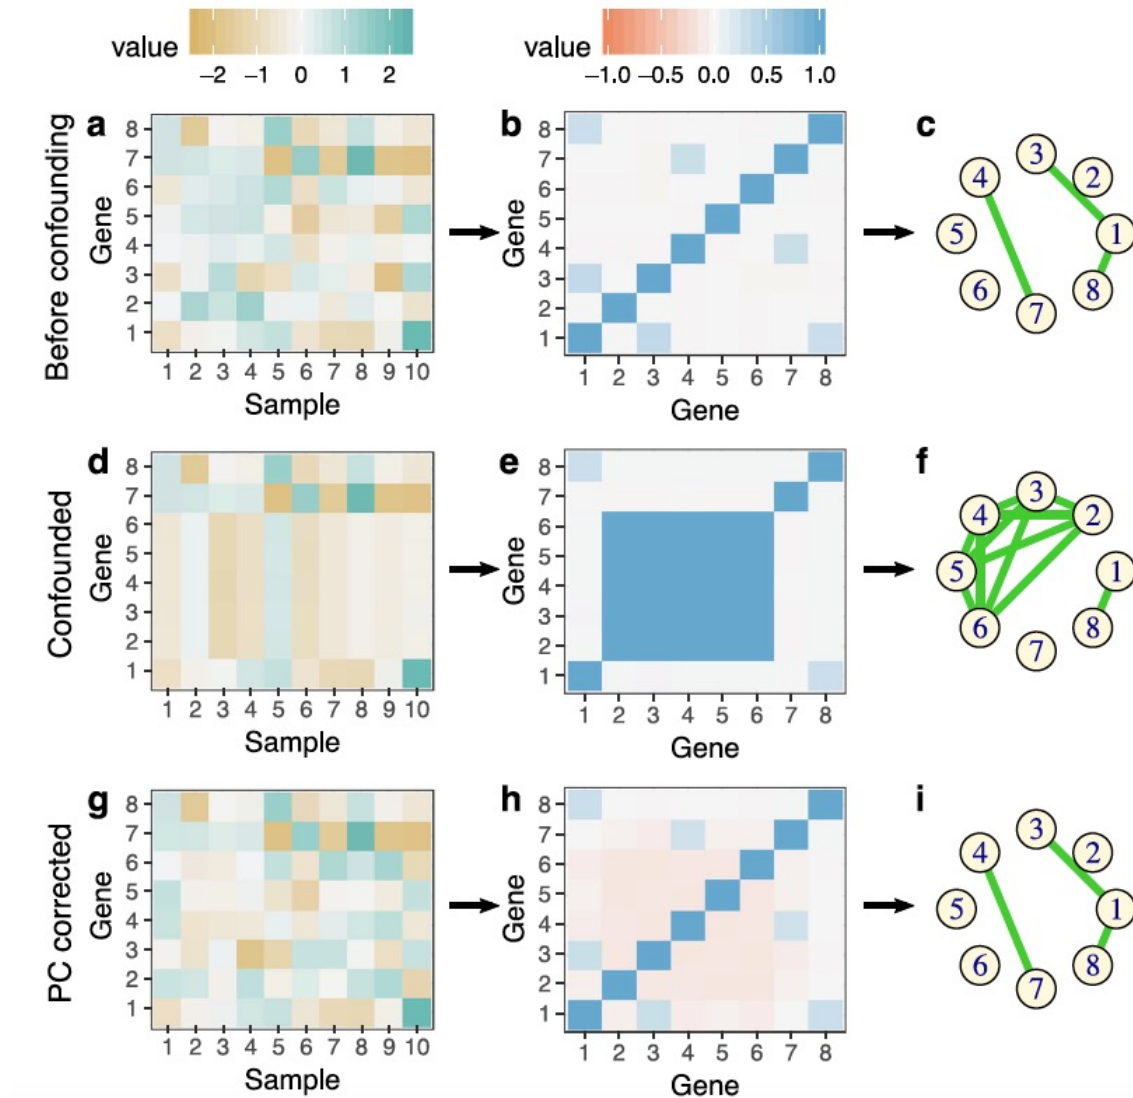 value
−2 −1 0 1 2
value
−1.0 −0.5 0.0 0.5 1.0
Before confounding
a
Gene
8
7
6
5
4
3
2
1
1 2 3 4 5 6 7 8 9 10
Sample
b
Gene
8
7
6
5
4
3
2
1
1 2 3 4 5 6 7 8
Gene
c
3
4
2
5
1
6
8
7
Confounded
d
Gene
8
7
6
5
4
3
2
1
1 2 3 4 5 6 7 8 9 10
Sample
e
Gene
8
7
6
5
4
3
2
1
1 2 3 4 5 6 7 8
Gene
f
3
4
2
5
1
6
8
7
PC corrected
g
Gene
8
7
6
5
4
3
2
1
1 2 3 4 5 6 7 8 9 10
Sample
h
Gene
8
7
6
5
4
3
2
1
1 2 3 4 5 6 7 8
Gene
i
3
4
2
5
1
6
8
7